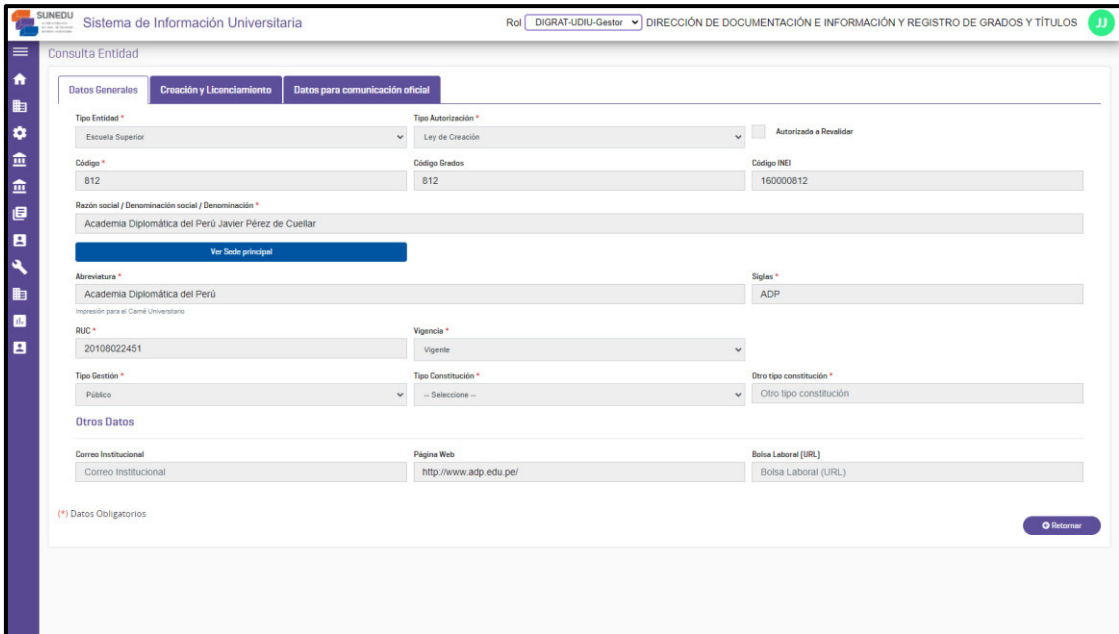 SUNEDU
Sistema de Información Universitaria
Rol DIGRAT-UDIU-Gestor DIRECCIÓN DE DOCUMENTACIÓN E INFORMACIÓN Y REGISTRO DE GRADOS Y TÍTULOS JJ
Consulta Entidad
Datos Generales Creación y Licenciamiento Datos para comunicación oficial
Tipo Entidad * Tipo Autorización *
Escuela Superior Ley de Creación Autorizada a Revalidar
Código * Código Grados Código INEI
812 812 160000812
Razón social / Denominación social / Denominación *
Academia Diplomática del Perú Javier Pérez de Cuellar
Ver Sede principal
Abreviatura * Siglas *
Academia Diplomática del Perú ADP
Impresión para el Carné Universitario
RUC * Vigencia *
20108022451 Vigente
Tipo Gestión * Tipo Constitución * Otro tipo constitución *
Público -- Seleccione -- Otro tipo constitución
Otros Datos
Correo Institucional Página Web Bolsa Laboral (URL)
Correo Institucional http://www.adp.edu.pe/ Bolsa Laboral (URL)
(*) Datos Obligatorios
Retornar